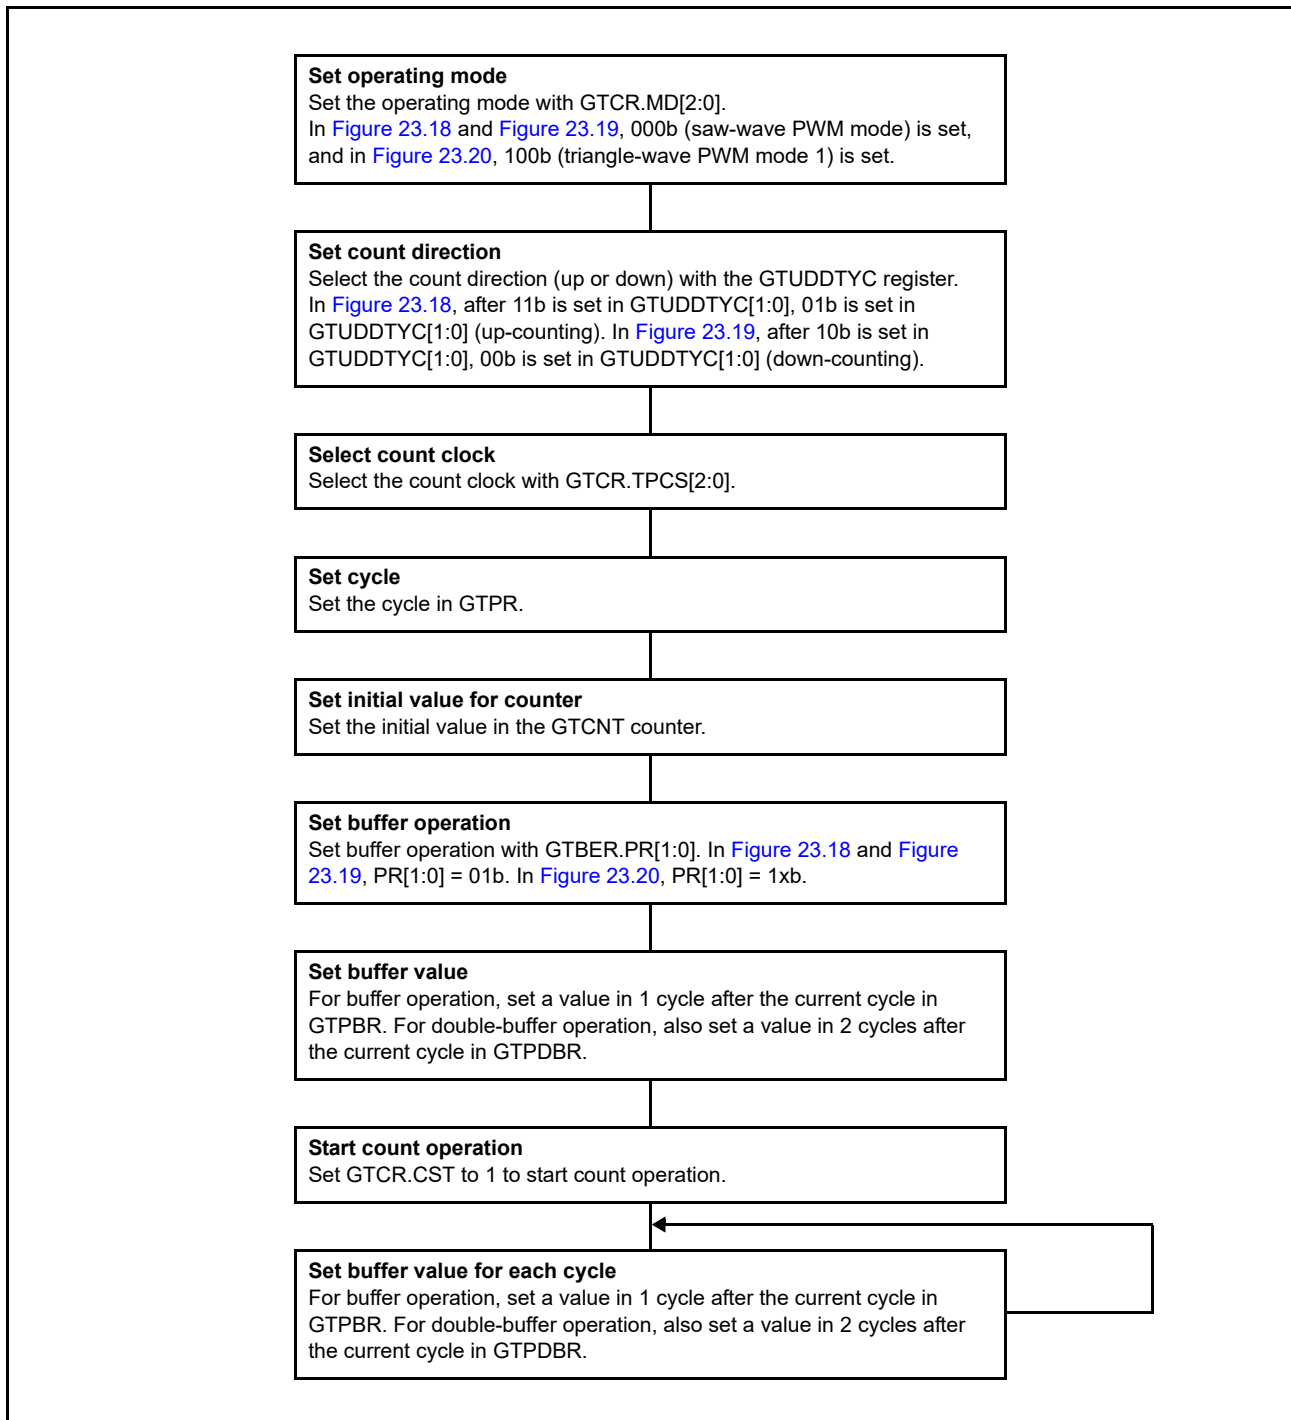 Set operating mode
Set the operating mode with GTCR.MD[2:0].
In Figure 23.18 and Figure 23.19, 000b (saw-wave PWM mode) is set,
and in Figure 23.20, 100b (triangle-wave PWM mode 1) is set.
Set count direction
Select the count direction (up or down) with the GTUDDTYC register.
In Figure 23.18, after 11b is set in GTUDDTYC[1:0], 01b is set in
GTUDDTYC[1:0] (up-counting). In Figure 23.19, after 10b is set in
GTUDDTYC[1:0], 00b is set in GTUDDTYC[1:0] (down-counting).
Select count clock
Select the count clock with GTCR.TPCS[2:0].
Set cycle
Set the cycle in GTPR.
Set initial value for counter
Set the initial value in the GTCNT counter.
Set buffer operation
Set buffer operation with GTBER.PR[1:0]. In Figure 23.18 and Figure
23.19, PR[1:0] = 01b. In Figure 23.20, PR[1:0] = 1xb.
Set buffer value
For buffer operation, set a value in 1 cycle after the current cycle in
GTPBR. For double-buffer operation, also set a value in 2 cycles after
the current cycle in GTPDBR.
Start count operation
Set GTCR.CST to 1 to start count operation.
Set buffer value for each cycle
For buffer operation, set a value in 1 cycle after the current cycle in
GTPBR. For double-buffer operation, also set a value in 2 cycles after
the current cycle in GTPDBR.